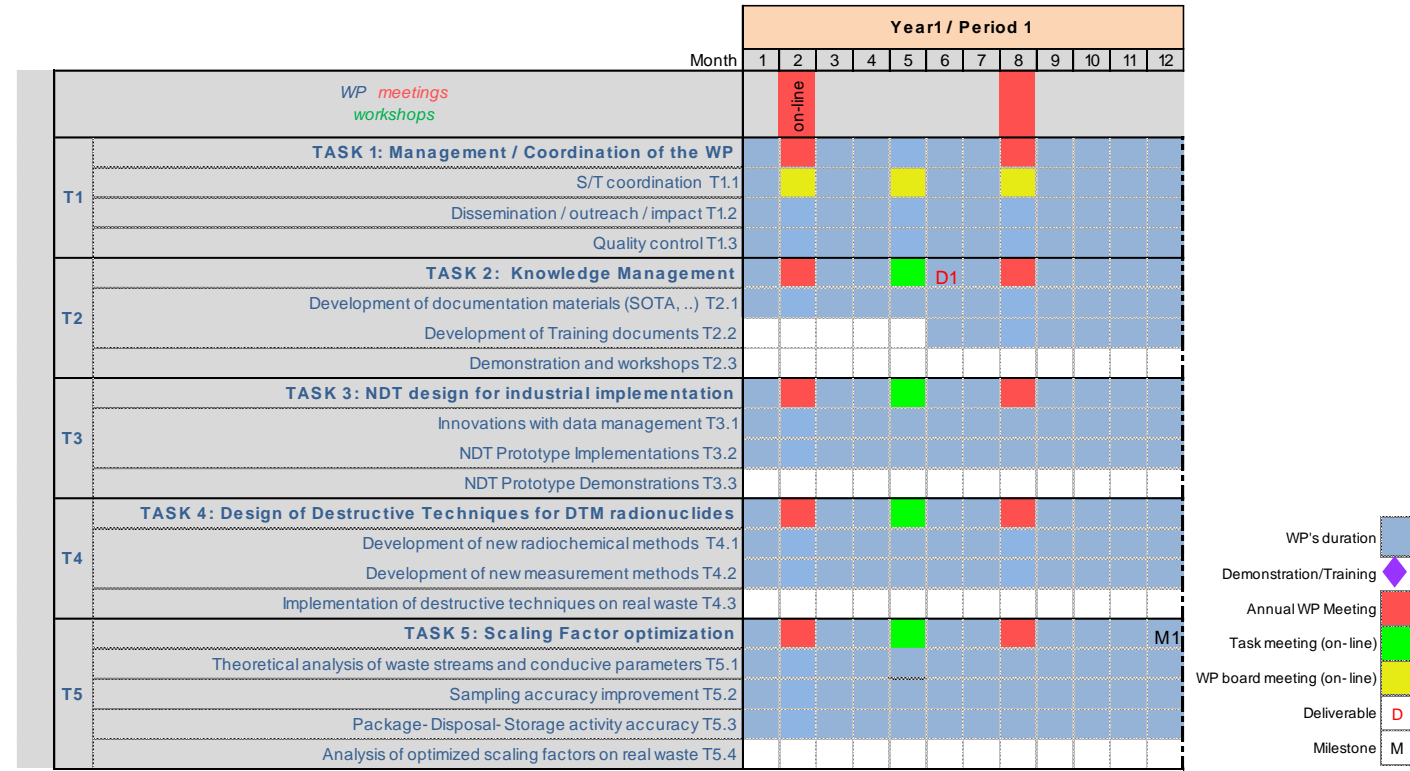 Year1 / Period 1
Month 1 2 3 4 5 6 7 8 9 10 11 12
WP meetings
workshops
on-line
T1
TASK 1: Management / Coordination of the WP
S/T coordination T1.1
Dissemination / outreach / impact T1.2
Quality control T1.3
T2
TASK 2: Knowledge Management D1
Development of documentation materials (SOTA, ..) T2.1
Development of Training documents T2.2
Demonstration and workshops T2.3
T3
TASK 3: NDT design for industrial implementation
Innovations with data management T3.1
NDT Prototype Implementations T3.2
NDT Prototype Demonstrations T3.3
T4
TASK 4: Design of Destructive Techniques for DTM radionuclides
Development of new radiochemical methods T4.1
Development of new measurement methods T4.2
Implementation of destructive techniques on real waste T4.3
T5
TASK 5: Scaling Factor optimization M1
Theoretical analysis of waste streams and conducive parameters T5.1
Sampling accuracy improvement T5.2
Package- Disposal- Storage activity accuracy T5.3
Analysis of optimized scaling factors on real waste T5.4
WP's duration
Demonstration/Training
Annual WP Meeting
Task meeting (on- line)
WP board meeting (on- line)
Deliverable D
Milestone M